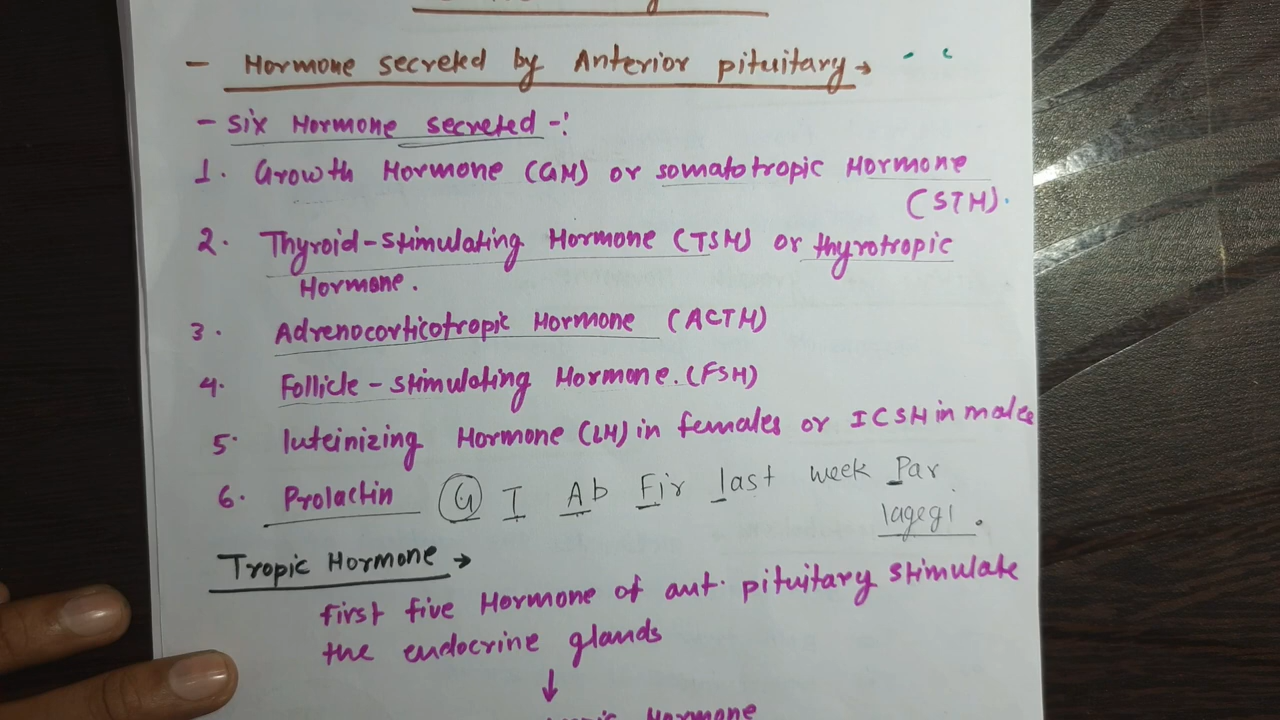 - Hormone secreted by Anterior pituitary →
- Six Hormone secreted -:
1. Growth Hormone (GH) or somatotropic Hormone
(STH).
2. Thyroid-stimulating Hormone (TSH) or thyrotropic
Hormone.
3. Adrenocorticotropic Hormone (ACTH)
4. Follicle-stimulating Hormone. (FSH)
5. luteinizing Hormone (LH) in females or ICSH in males
6. Prolactin G T Ab Fir last week Par
lagegi.
Tropic Hormone →
first five Hormone of ant. pituitary stimulate
the endocrine glands
↓
Hormone